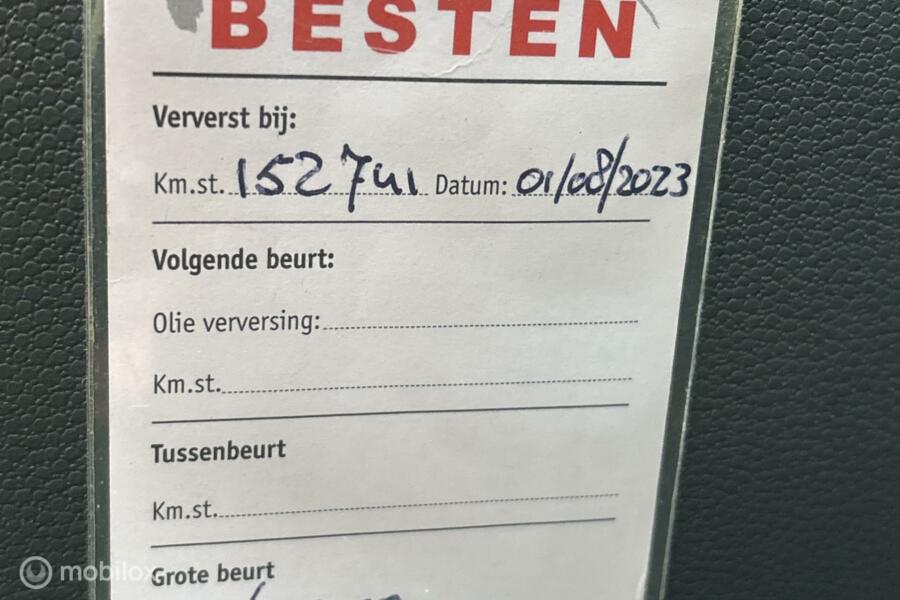 BESTEN
Ververst bij:
Km.st. 152741 Datum: 01/08/2023
Volgende beurt:
Olie verversing:
Km.st.
Tussenbeurt
Km.st.
Grote beurt
mobilox